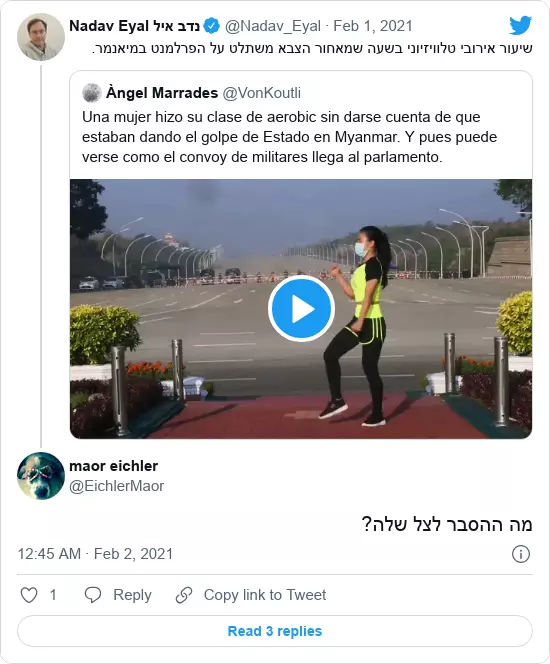 Nadav Eyal נדב איל @Nadav_Eyal · Feb 1, 2021
שיעור אירובי טלוויזיוני בשעה שמאחור הצבא משתלט על הפרלמנט במיאנמר.
Àngel Marrades @VonKoutli
Una mujer hizo su clase de aerobic sin darse cuenta de que
estaban dando el golpe de Estado en Myanmar. Y pues puede
verse como el convoy de militares llega al parlamento.
maor eichler
@EichlerMaor
מה ההסבר לצל שלה?
12:45 AM · Feb 2, 2021
1 Reply Copy link to Tweet
Read 3 replies